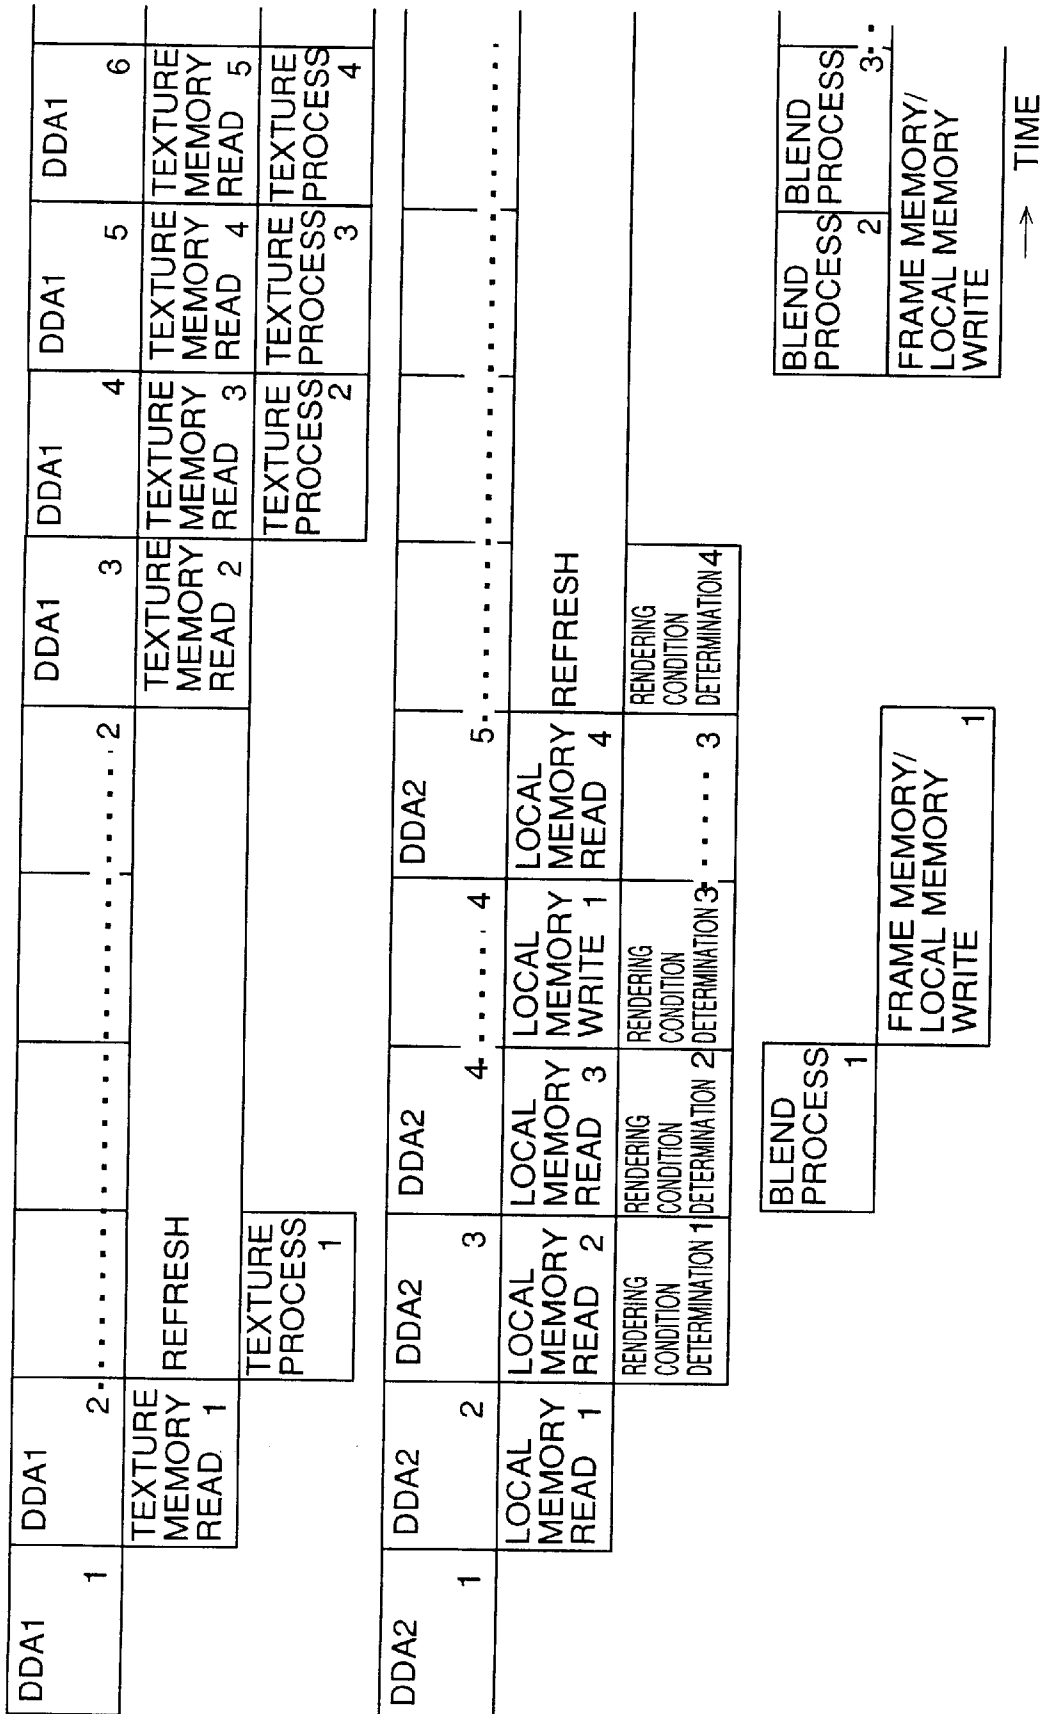 DDA1
1
DDA1
2
2
DDA1
3
DDA1
4
DDA1
5
DDA1
6
TEXTURE
MEMORY
READ 1
REFRESH
TEXTURE
MEMORY
READ 2
TEXTURE
MEMORY
READ 3
TEXTURE
MEMORY
READ 4
TEXTURE
MEMORY
READ 5
TEXTURE
PROCESS
1
TEXTURE
PROCESS
2
TEXTURE
PROCESS
3
TEXTURE
PROCESS
4
DDA2
1
DDA2
2
DDA2
3
DDA2
4
4
DDA2
5
LOCAL
MEMORY
READ 1
LOCAL
MEMORY
READ 2
LOCAL
MEMORY
READ 3
LOCAL
MEMORY
WRITE 1
LOCAL
MEMORY
READ 4
REFRESH
RENDERING
CONDITION
DETERMINATION 1
RENDERING
CONDITION
DETERMINATION 2
RENDERING
CONDITION
DETERMINATION 3
3
RENDERING
CONDITION
DETERMINATION 4
BLEND
PROCESS
1
BLEND
PROCESS
2
BLEND
PROCESS
3
FRAME MEMORY/
LOCAL MEMORY
WRITE 1
FRAME MEMORY/
LOCAL MEMORY
WRITE
→ TIME